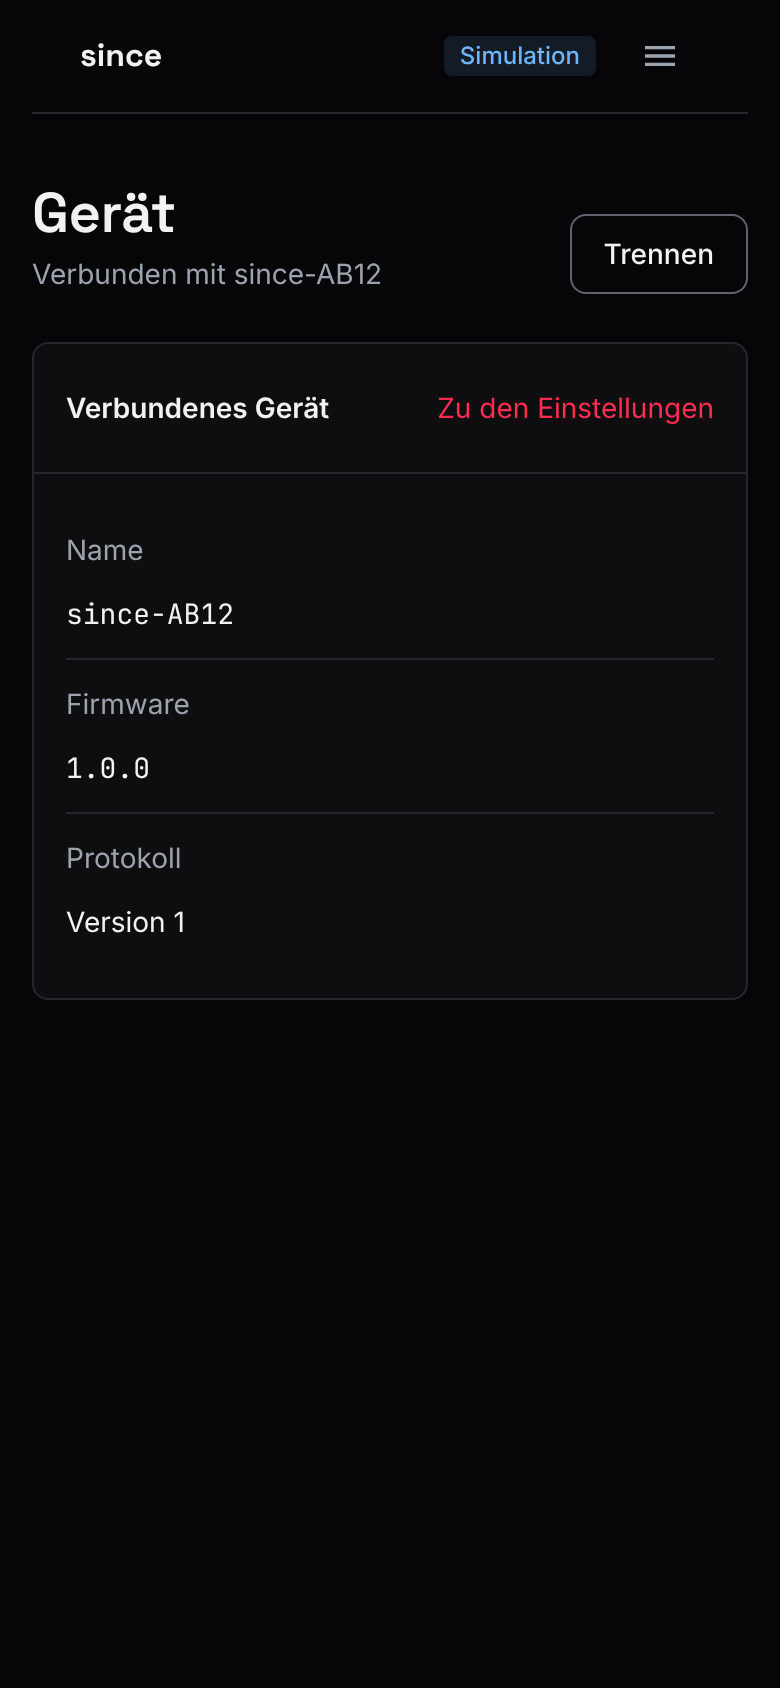 since
Simulation
Gerät
Verbunden mit since-AB12
Trennen
Verbundenes Gerät
Zu den Einstellungen
Name
since-AB12
Firmware
1.0.0
Protokoll
Version 1